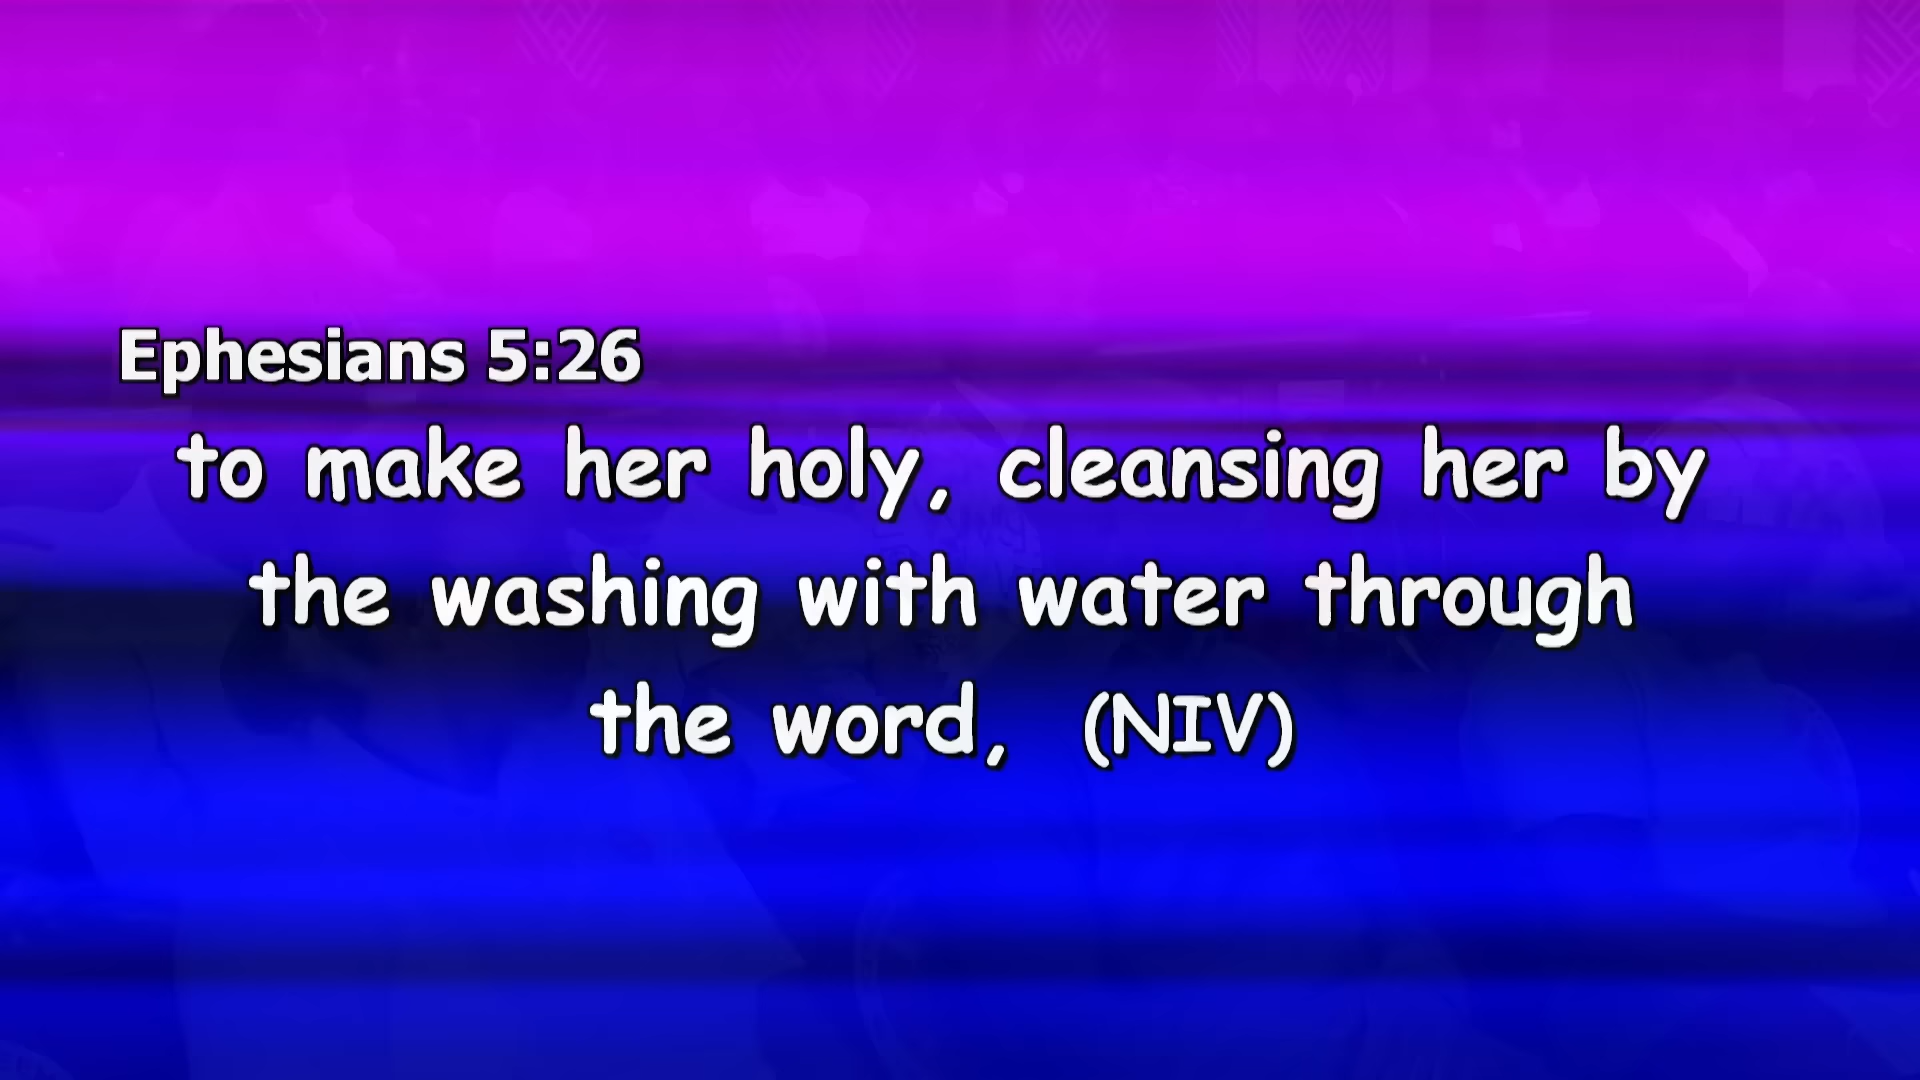 Ephesians 5:26
to make her holy, cleansing her by
the washing with water through
the word, (NIV)